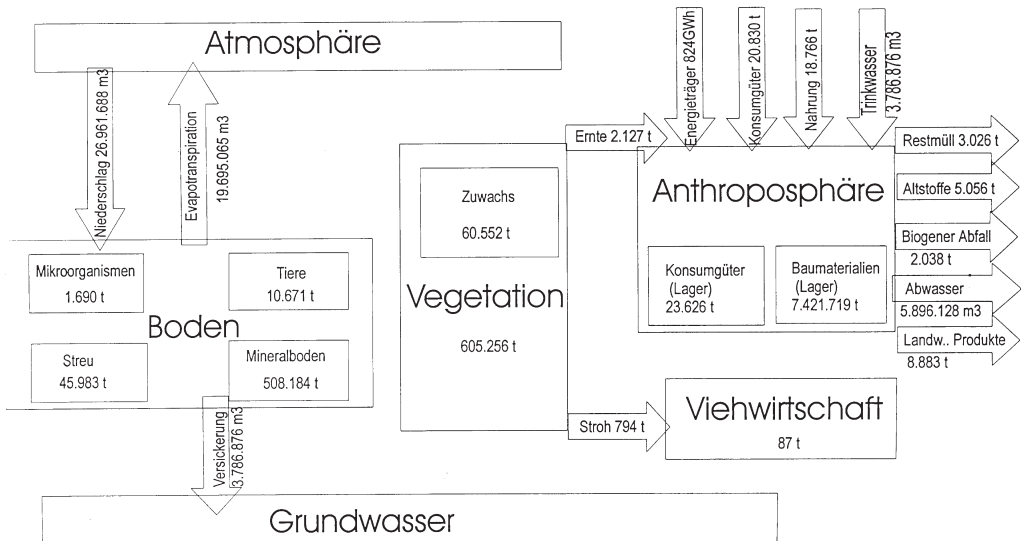 Atmosphäre
Niederschlag 26.961.688 m3
Evapotranspiration
19.695.065 m3
Mikroorganismen
1.690 t
Tiere
10.671 t
Boden
Streu
45.983 t
Mineralboden
508.184 t
Versickerung
3.786.876 m3
Grundwasser
Zuwachs
60.552 t
Vegetation
605.256 t
Ernte 2.127 t
Stroh 794 t
Energieträger 824GWh
Konsumgüter 20.830 t
Nahrung 18.766 t
Trinkwasser
3.786.876 m3
Anthroposphäre
Konsumgüter
(Lager)
23.626 t
Baumaterialien
(Lager)
7.421.719 t
Restmüll 3.026 t
Altstoffe 5.056 t
Biogener Abfall
2.038 t
Abwasser
5.896.128 m3
Landw.. Produkte
8.883 t
Viehwirtschaft
87 t